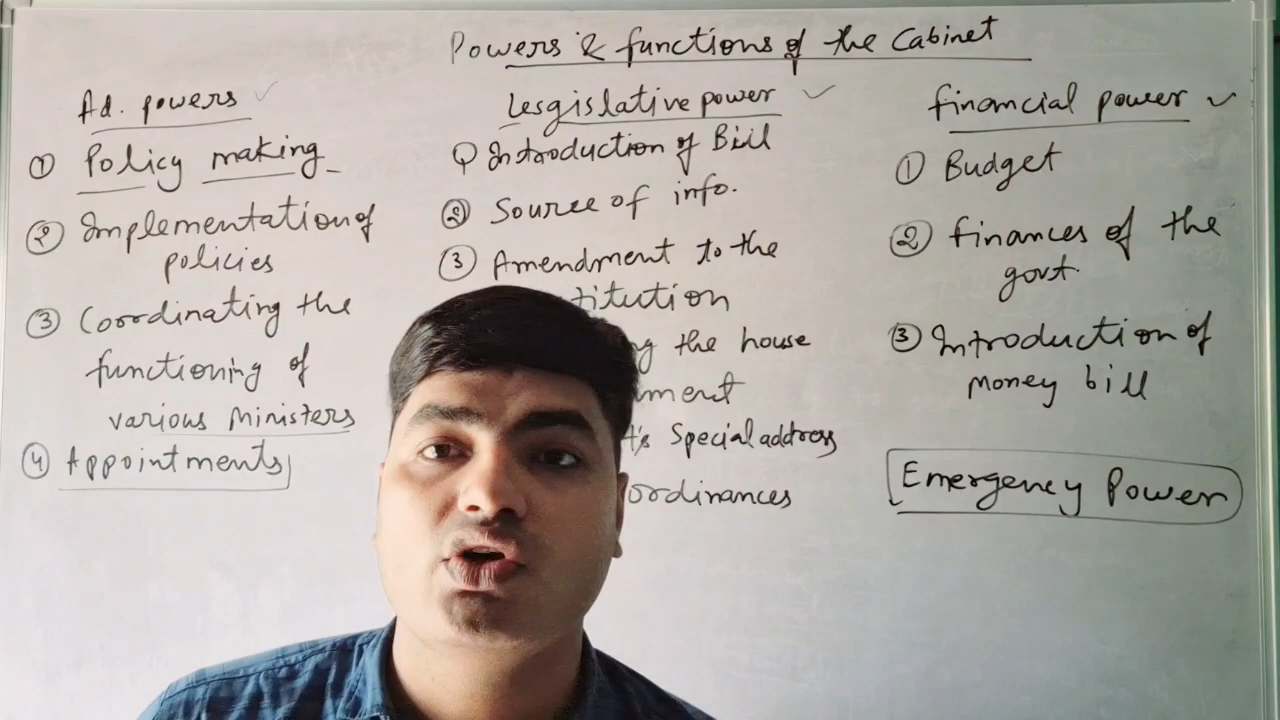 Powers & functions of the Cabinet
Ad. powers
① Policy making
② Implementation of
policies
③ Coordinating the
functioning of
various Ministers
④ Appointments
Lesgislative power
① Introduction of Bill
② Source of info.
③ Amendment to the
titution
the house
ment
Special address
ordinances
financial power
① Budget
② finances of the
govt.
③ Introduction of
money bill
Emergency Power